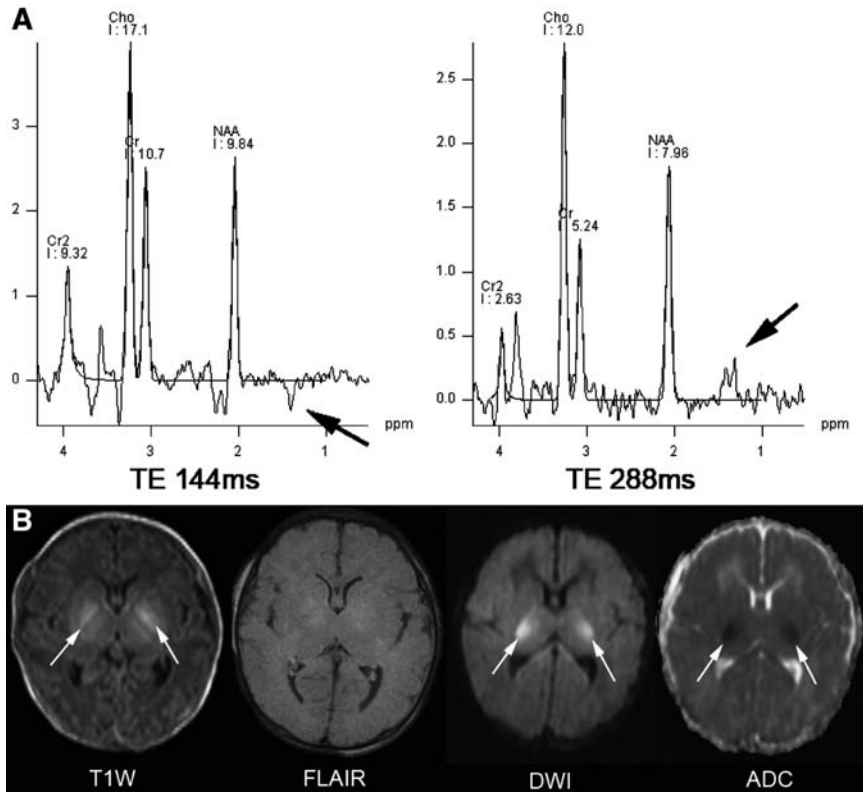 A
Cho
I : 17.1
Cr
I : 10.7
NAA
I : 9.84
Cr2
I : 9.32
3
2
1
0
ppm
4 3 2 1
TE 144ms
Cho
I : 12.0
NAA
I : 7.96
Cr 5.24
Cr2
I : 2.63
2.5
2.0
1.5
1.0
0.5
0.0
ppm
4 3 2 1
TE 288ms
B
T1W FLAIR DWI ADC